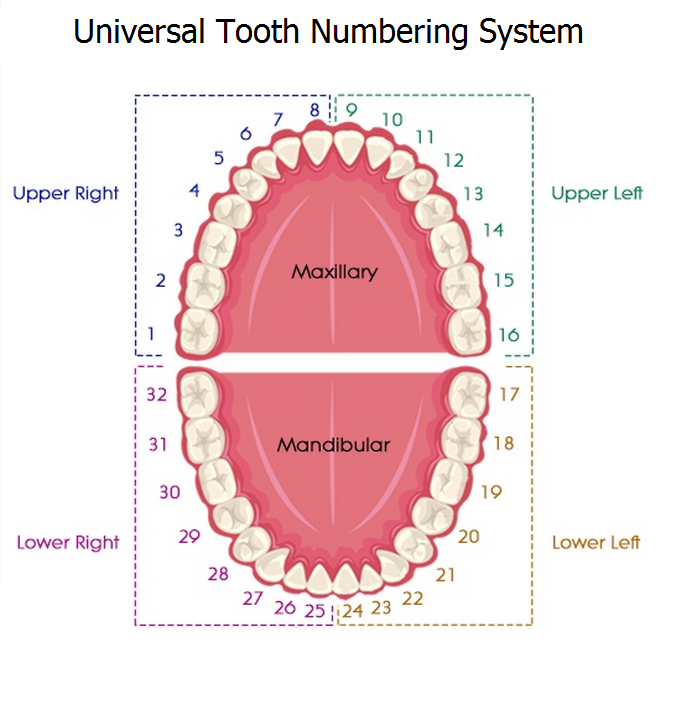 Universal Tooth Numbering System
8 9
7 10
6 11
5 12
4 13
Upper Right Upper Left
3 14
Maxillary
2 15
1 16
32 17
31 Mandibular 18
30 19
29 20
Lower Right Lower Left
28 21
27 22
26 25 24 23